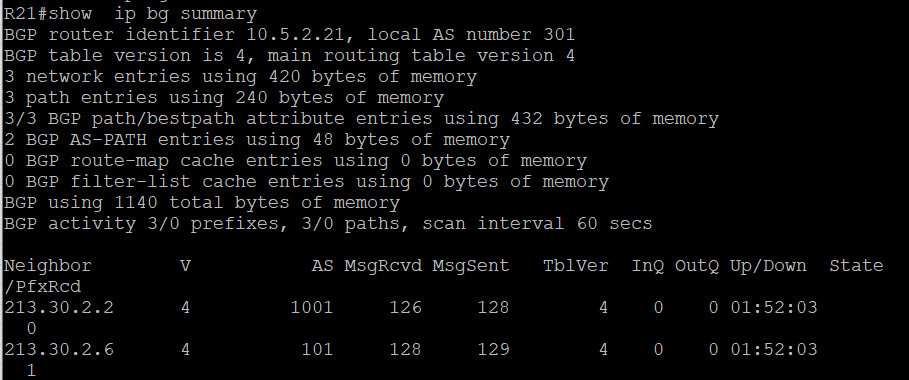 R21#show  ip bg summary
BGP router identifier 10.5.2.21, local AS number 301
BGP table version is 4, main routing table version 4
3 network entries using 420 bytes of memory
3 path entries using 240 bytes of memory
3/3 BGP path/bestpath attribute entries using 432 bytes of memory
2 BGP AS-PATH entries using 48 bytes of memory
0 BGP route-map cache entries using 0 bytes of memory
0 BGP filter-list cache entries using 0 bytes of memory
BGP using 1140 total bytes of memory
BGP activity 3/0 prefixes, 3/0 paths, scan interval 60 secs

Neighbor        V           AS MsgRcvd MsgSent   TblVer  InQ OutQ Up/Down  State
/PfxRcd
213.30.2.2      4         1001     126     128        4    0    0 01:52:03
  0
213.30.2.6      4          101     128     129        4    0    0 01:52:03
  1